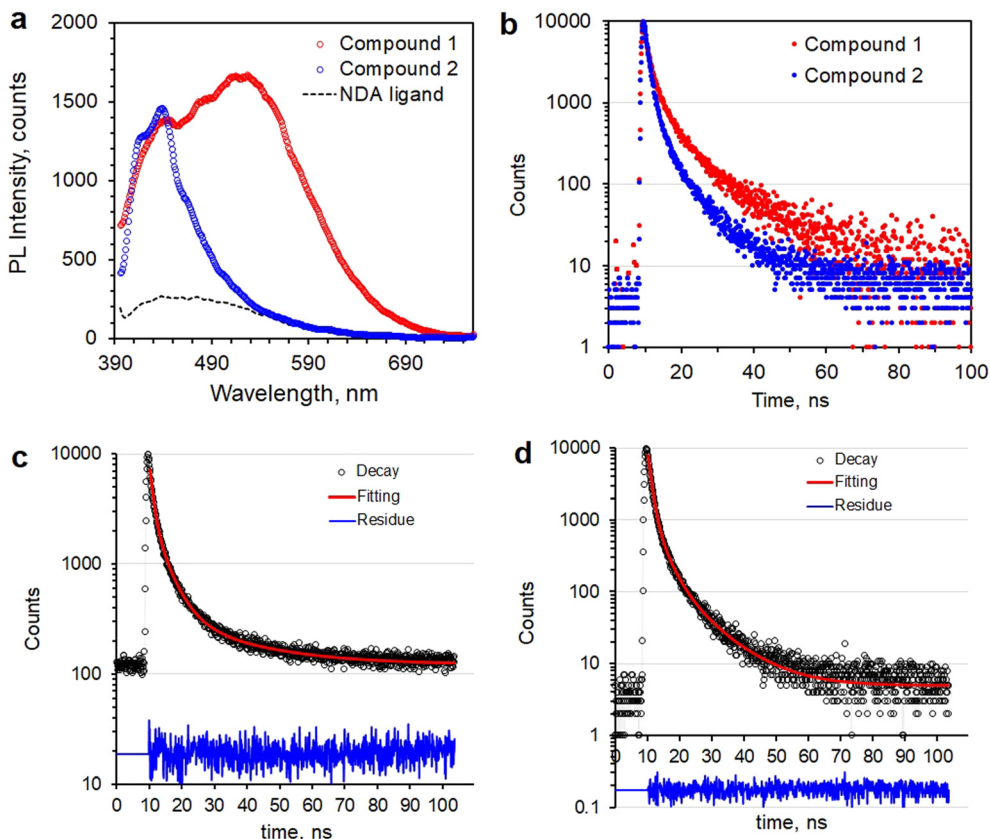 a
2000
1500
1000
500
0
PL Intensity, counts
Compound 1
Compound 2
NDA ligand
390
490
590
690
Wavelength, nm
b
10000
1000
100
10
1
Counts
Compound 1
Compound 2
0
20
40
60
80
100
Time, ns
c
10000
1000
100
10
Counts
Decay
Fitting
Residue
0 10 20 30 40 50 60 70 80 90 100
time, ns
d
10000
1000
100
10
1
0.1
Counts
Decay
Fitting
Residue
0 10 20 30 40 50 60 70 80 90 100
time, ns